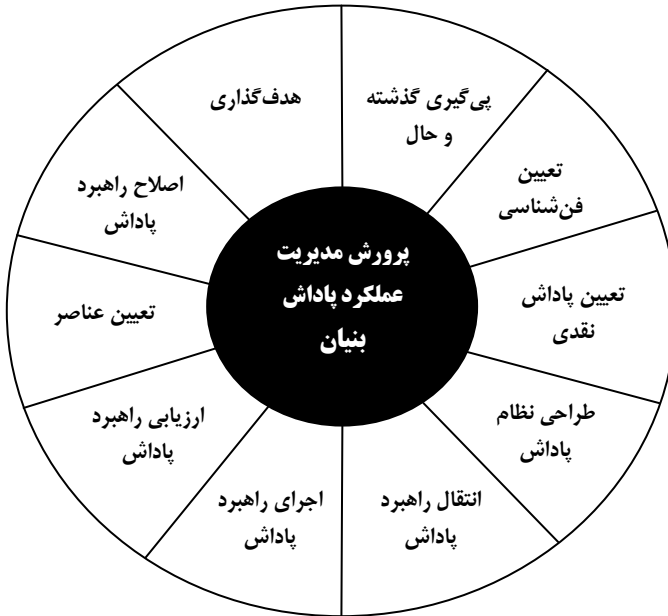 هدف‌گذاری
پی‌گیری گذشته
و حال
تعیین
فن‌شناسی
تعیین پاداش
نقدی
طراحی نظام
پاداش
انتقال راهبرد
پاداش
اجرای راهبرد
پاداش
ارزیابی راهبرد
پاداش
تعیین عناصر
اصلاح راهبرد
پاداش
پرورش مدیریت
عملکرد پاداش
بنیان